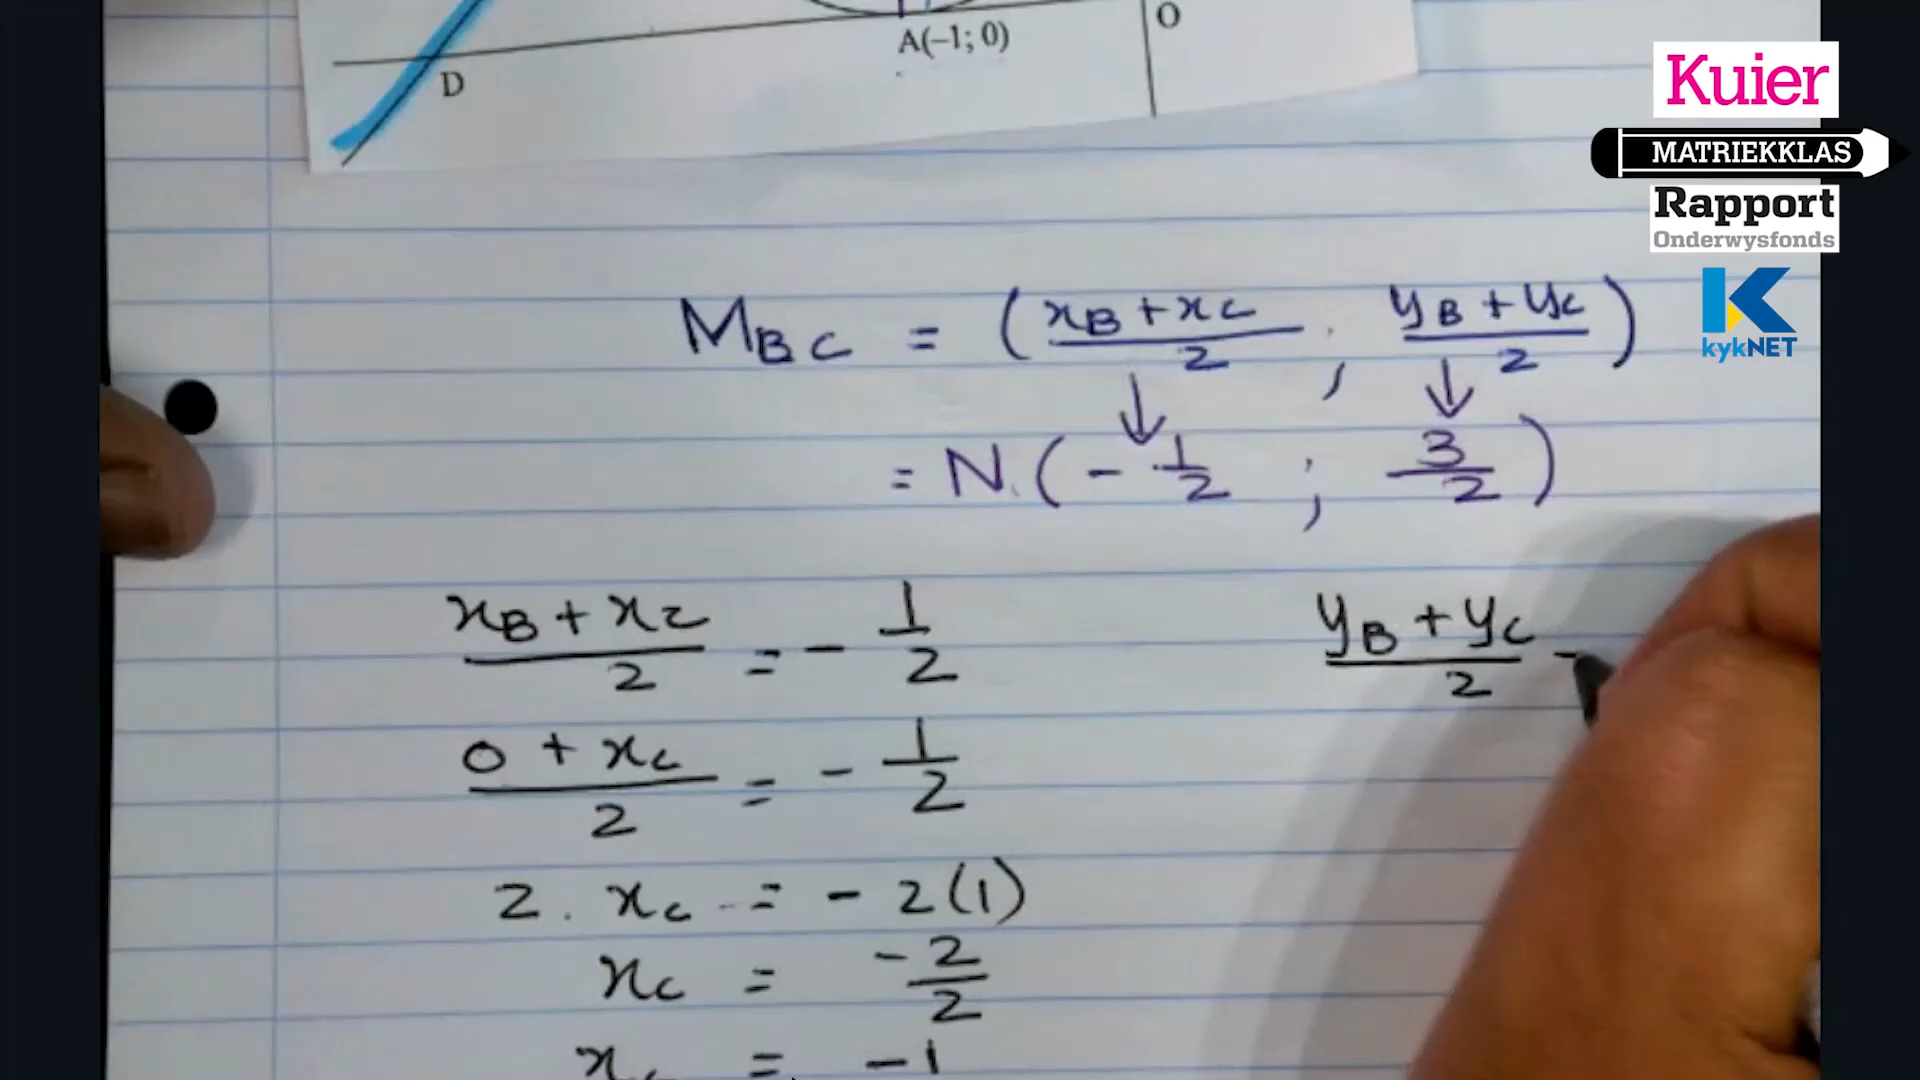 O
A(–1; 0)
D
Kuier
MATRIEKKLAS
Rapport
Onderwysfonds
kykNET
M_BC = ( (x_B + x_C)/2 ; (y_B + y_C)/2 )
= N. ( - 1/2 ; 3/2 )
(x_B + x_C)/2 = - 1/2
(y_B + y_C)/2
(0 + x_C)/2 = - 1/2
2 . x_C = - 2(1)
x_C = -2/2
x_C = -1